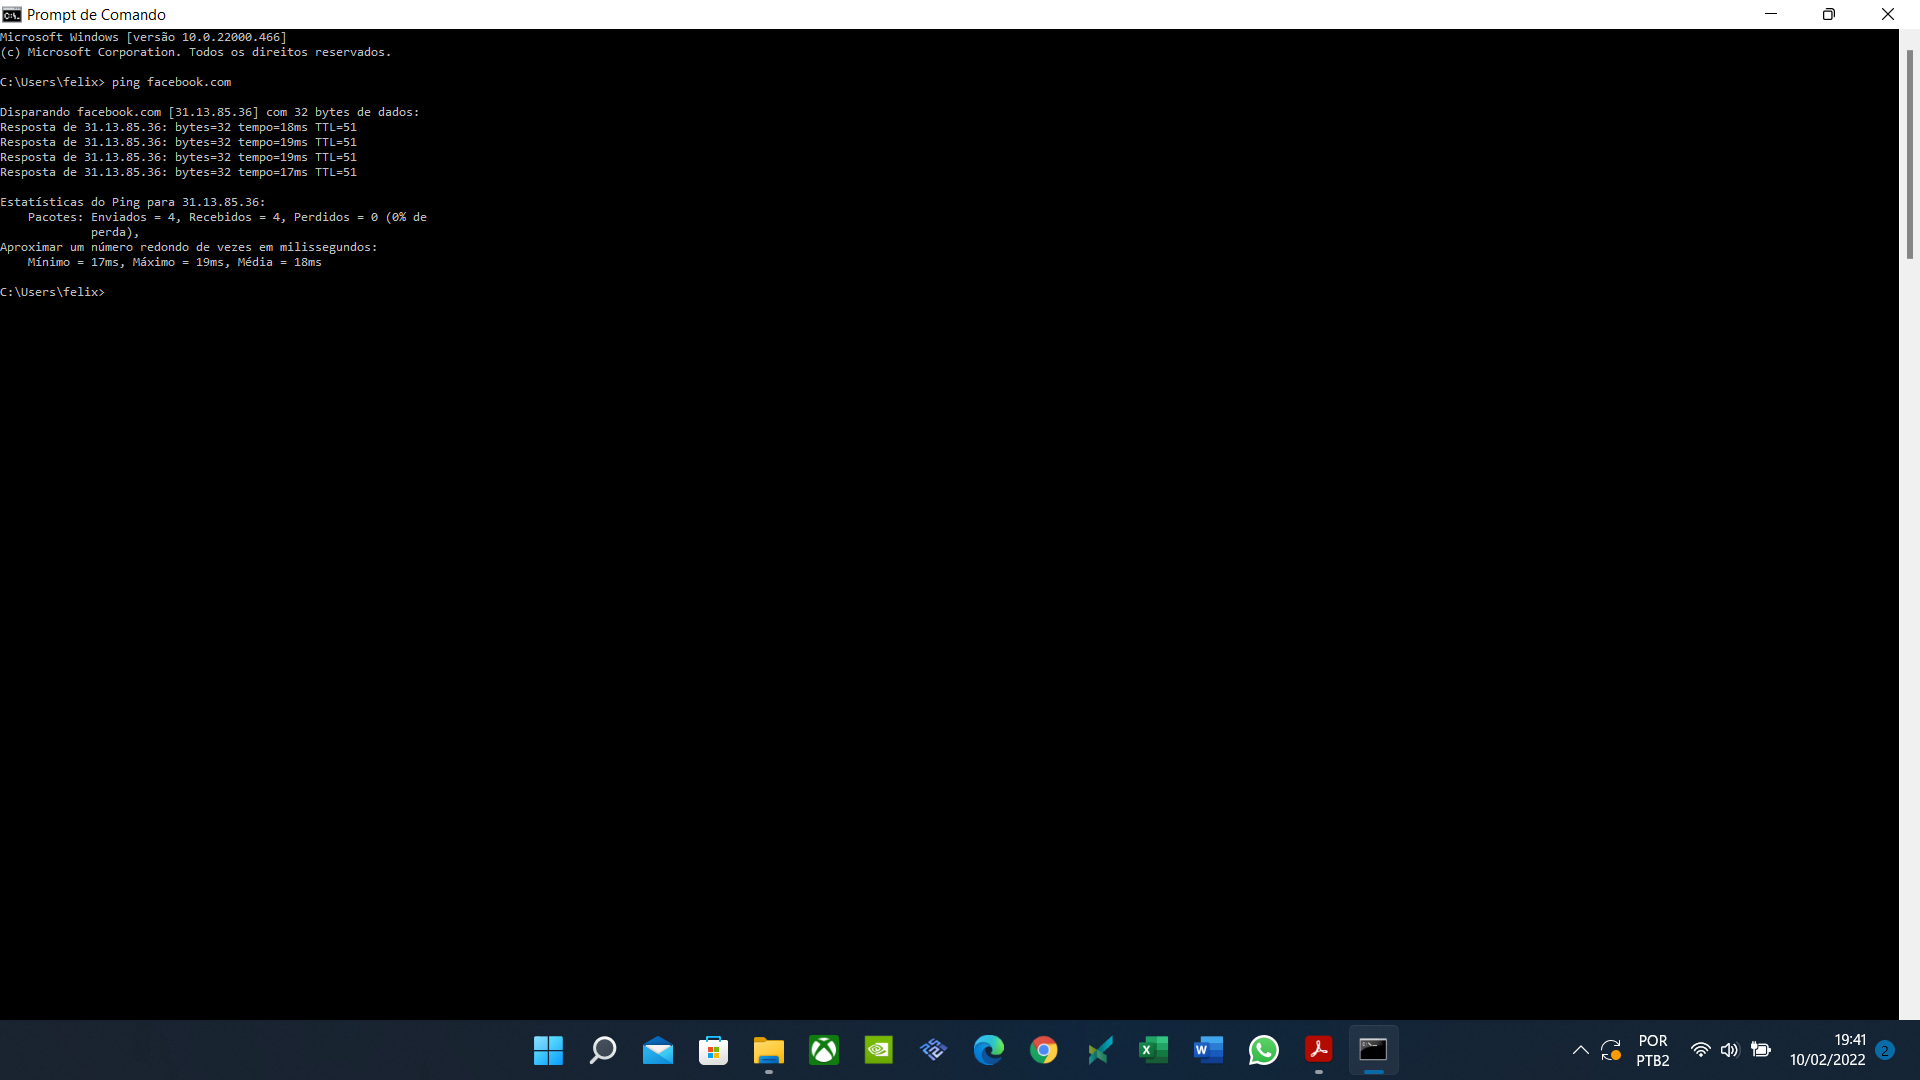 Prompt de Comando
Microsoft Windows [versão 10.0.22000.466]
(c) Microsoft Corporation. Todos os direitos reservados.
C:\Users\felix> ping facebook.com
Disparando facebook.com [31.13.85.36] com 32 bytes de dados:
Resposta de 31.13.85.36: bytes=32 tempo=18ms TTL=51
Resposta de 31.13.85.36: bytes=32 tempo=19ms TTL=51
Resposta de 31.13.85.36: bytes=32 tempo=19ms TTL=51
Resposta de 31.13.85.36: bytes=32 tempo=17ms TTL=51
Estatísticas do Ping para 31.13.85.36:
Pacotes: Enviados = 4, Recebidos = 4, Perdidos = 0 (0% de
perda),
Aproximar um número redondo de vezes em milissegundos:
Mínimo = 17ms, Máximo = 19ms, Média = 18ms
C:\Users\felix>
POR
PTB2
19:41
10/02/2022
2